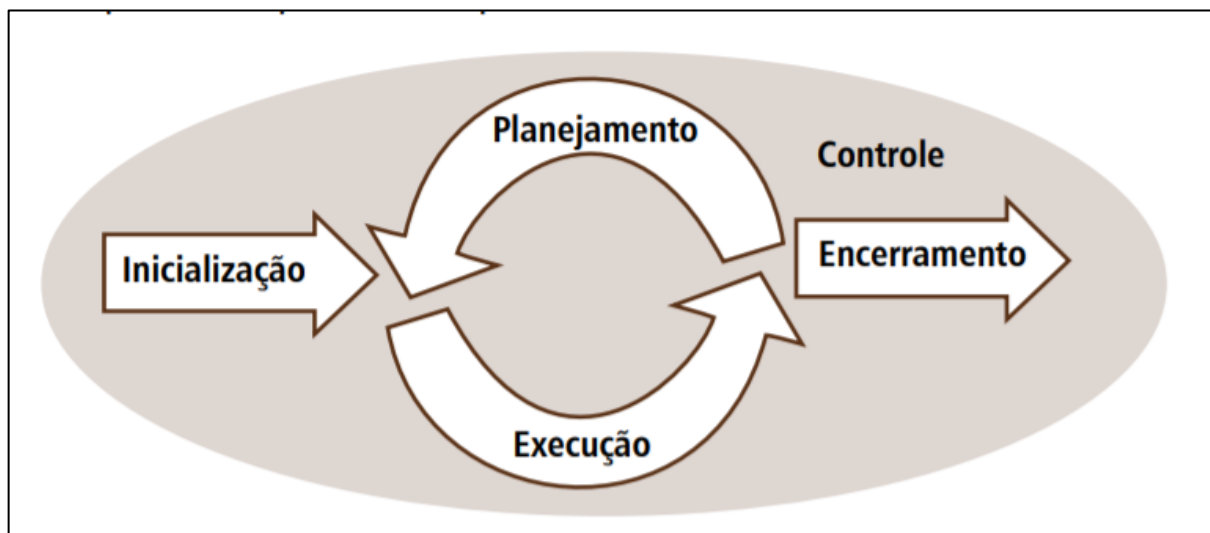 Planejamento
Controle
Inicialização
Encerramento
Execução